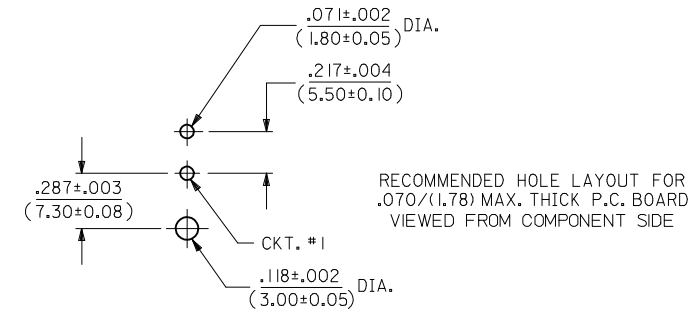 .071±.002
(1.80±0.05) DIA.
.217±.004
(5.50±0.10)
.287±.003
(7.30±0.08)
RECOMMENDED HOLE LAYOUT FOR
.070/(1.78) MAX. THICK P.C. BOARD
VIEWED FROM COMPONENT SIDE
CKT. #1
.118±.002
(3.00±0.05) DIA.